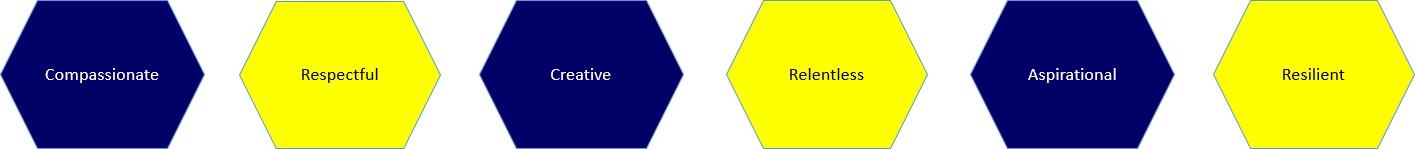 Compassionate
Respectful
Creative
Relentless
Aspirational
Resilient